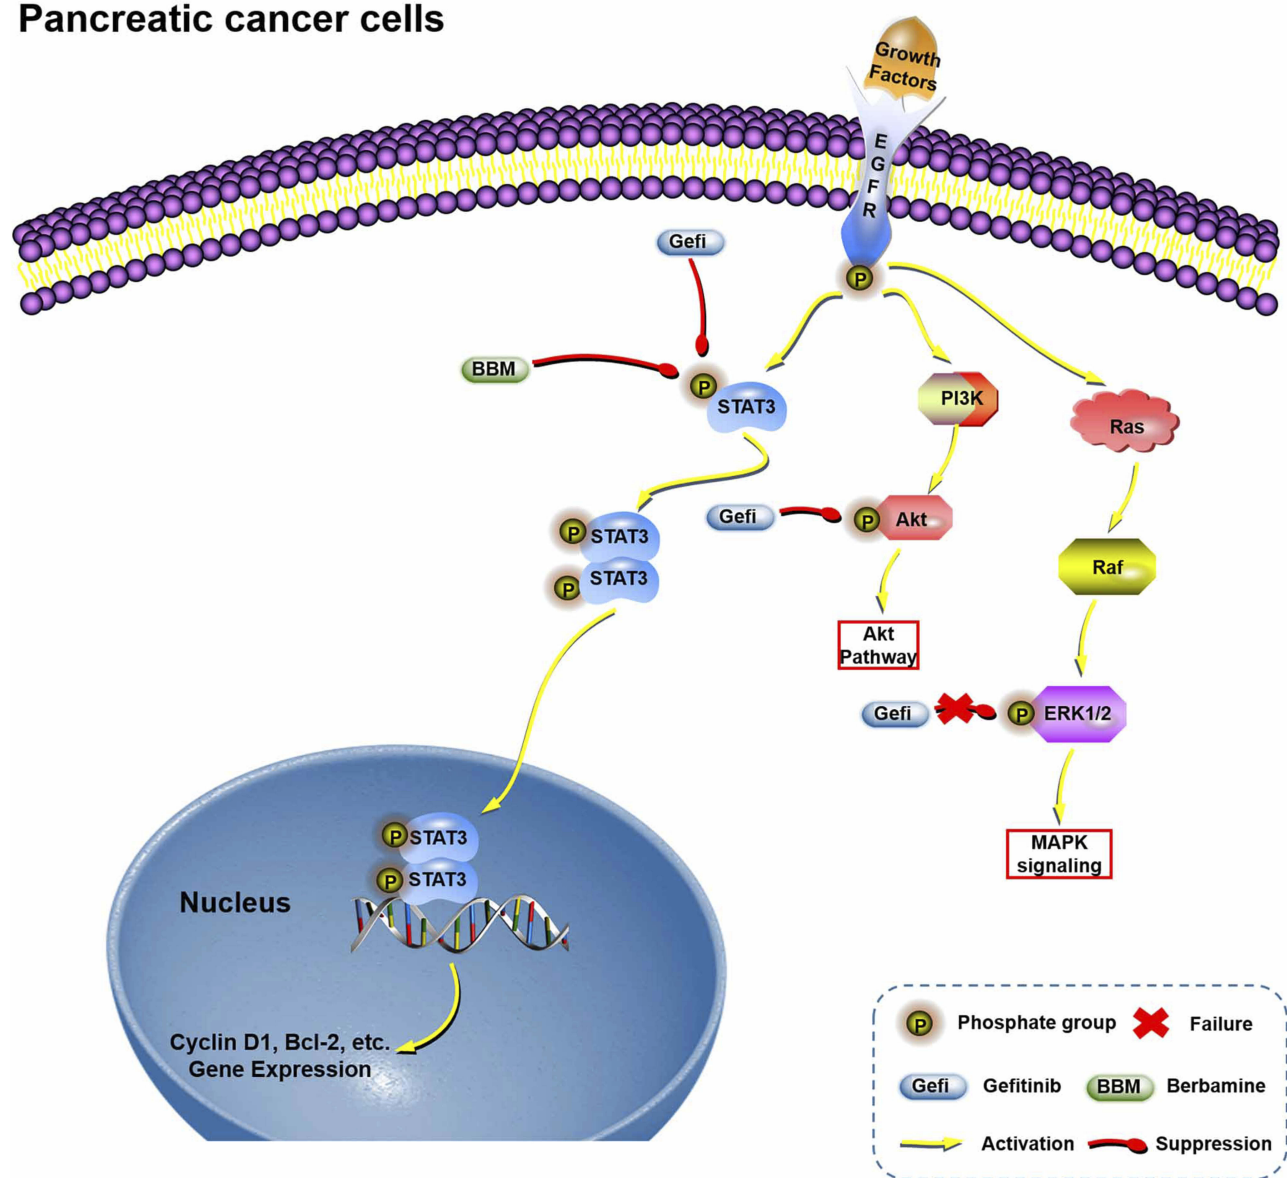 Pancreatic cancer cells
Growth
Factors
E
G
F
R
P
Gefi
BBM
P
STAT3
PI3K
Ras
P
STAT3
P
STAT3
Gefi
P
Akt
Raf
Akt
Pathway
Gefi
P
ERK1/2
MAPK
signaling
P
STAT3
P
STAT3
Nucleus
Cyclin D1, Bcl-2, etc.
Gene Expression
P
Phosphate group
Failure
Gefi
Gefitinib
BBM
Berbamine
Activation
Suppression